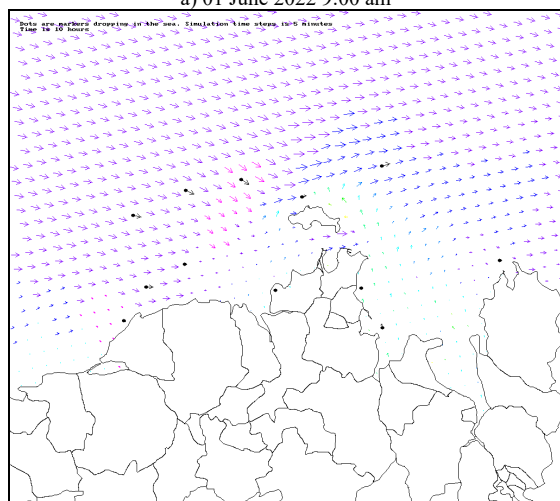 a) 01 June 2022 9:00 am
Dots are markers dropping in the sea. Simulation time steps is 5 minutes
Time is 10 hours